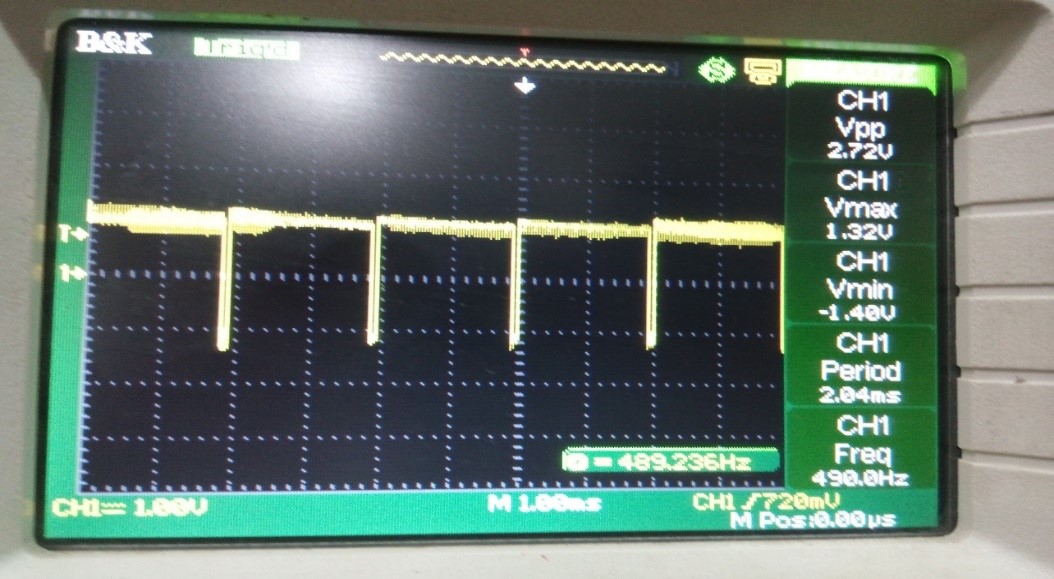 B&K Trig'd
CH1
Vpp
2.72V
CH1
Vmax
1.32V
CH1
Vmin
-1.40V
CH1
Period
2.04ms
CH1
Freq
490.0Hz
= 489.236Hz
CH1 1.00V M 1.00ms CH1 /720mV
M Pos:0.00µs